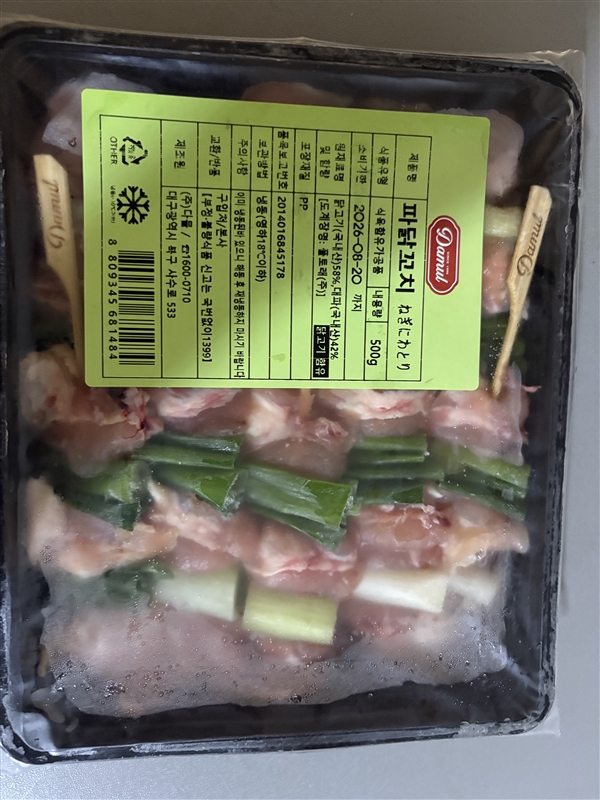 Damul
제품명 파닭꼬치 ねぎにわとり
식품유형 식육함유가공품 내용량 500g
소비기한 2026-08-20 까지
원재료명 및 함량 닭고기(국내산)58%,대파(국내산)42%
[도계장명: 풀토래(주)] 닭고기 함유
포장재질 PP
품목보고번호 2014016845178
보관방법 냉동(영하18℃이하)
주의사항 이미 냉동된바 있으니 해동 후 재냉동하지 마시기 바랍니다
교환/반품 구입처/본사
[부정·불량식품 신고는 국번없이1399]
제조원 (주)다물 / ☎1600-0710
대구광역시 북구 사수로 533
OTHER
8 809345 681484
Damul
Damul